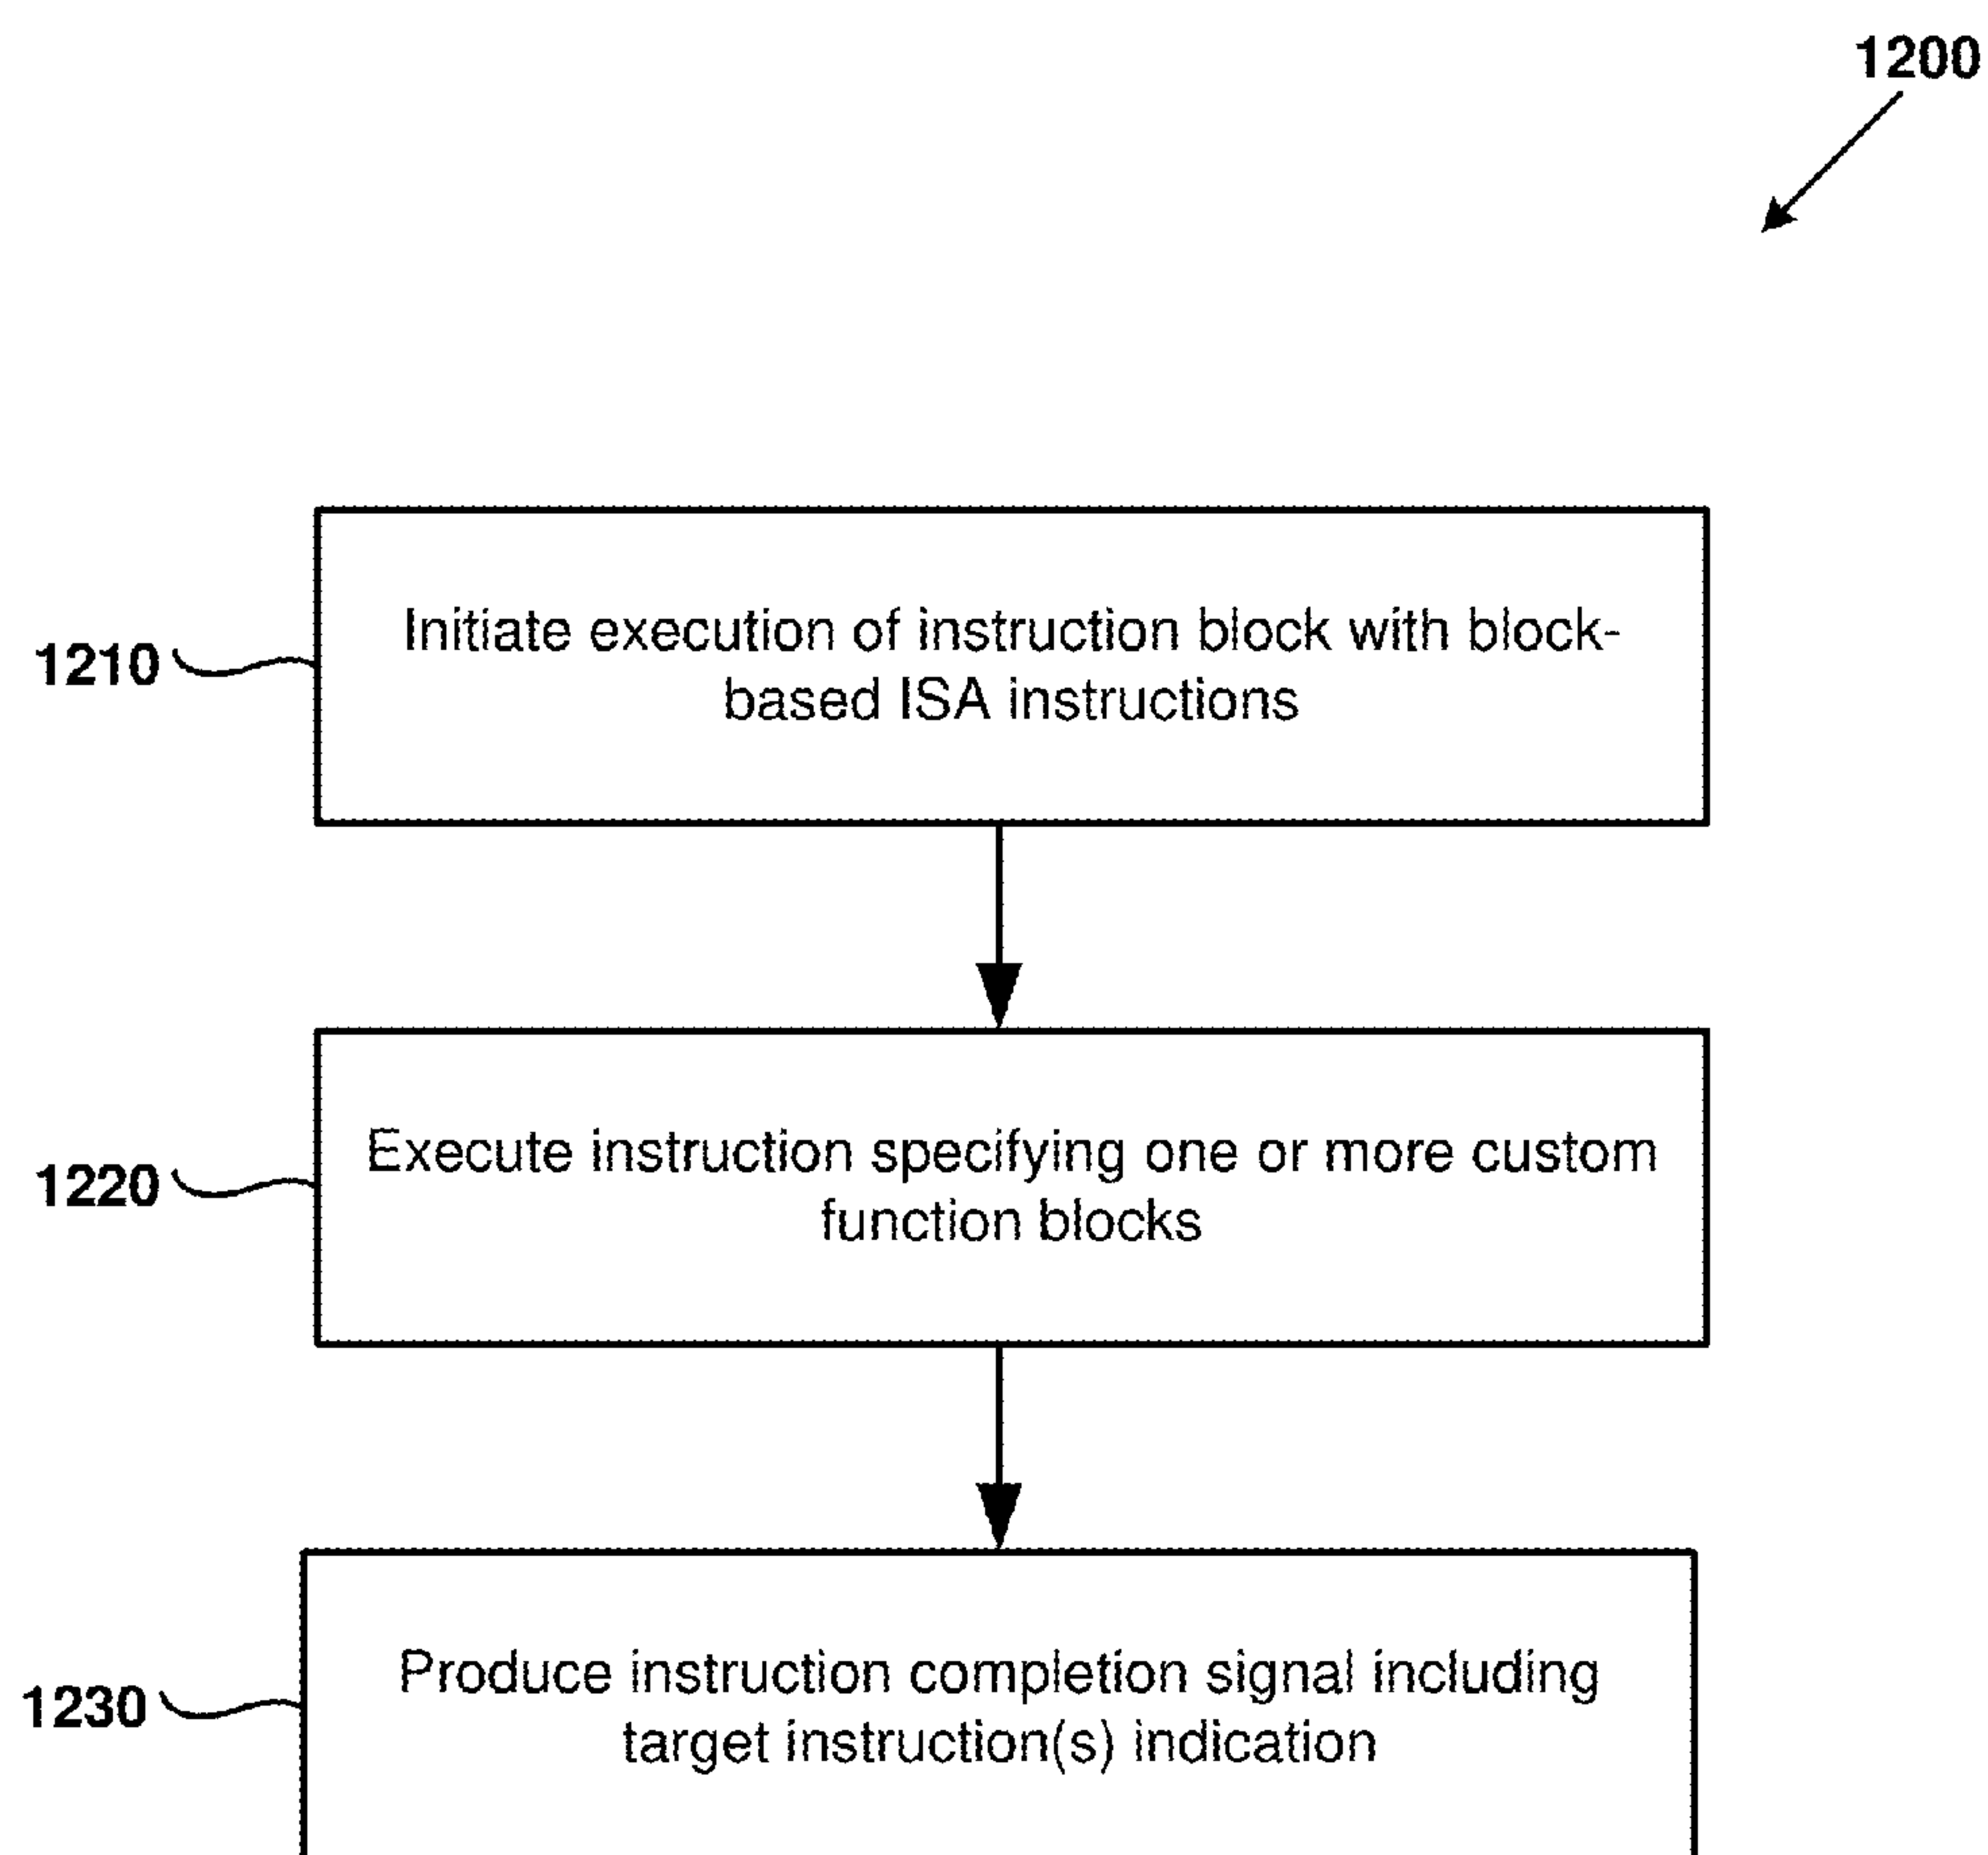 1200
1210
Initiate execution of instruction block with block-
based ISA instructions
1220
Execute instruction specifying one or more custom
function blocks
1230
Produce instruction completion signal including
target instruction(s) indication